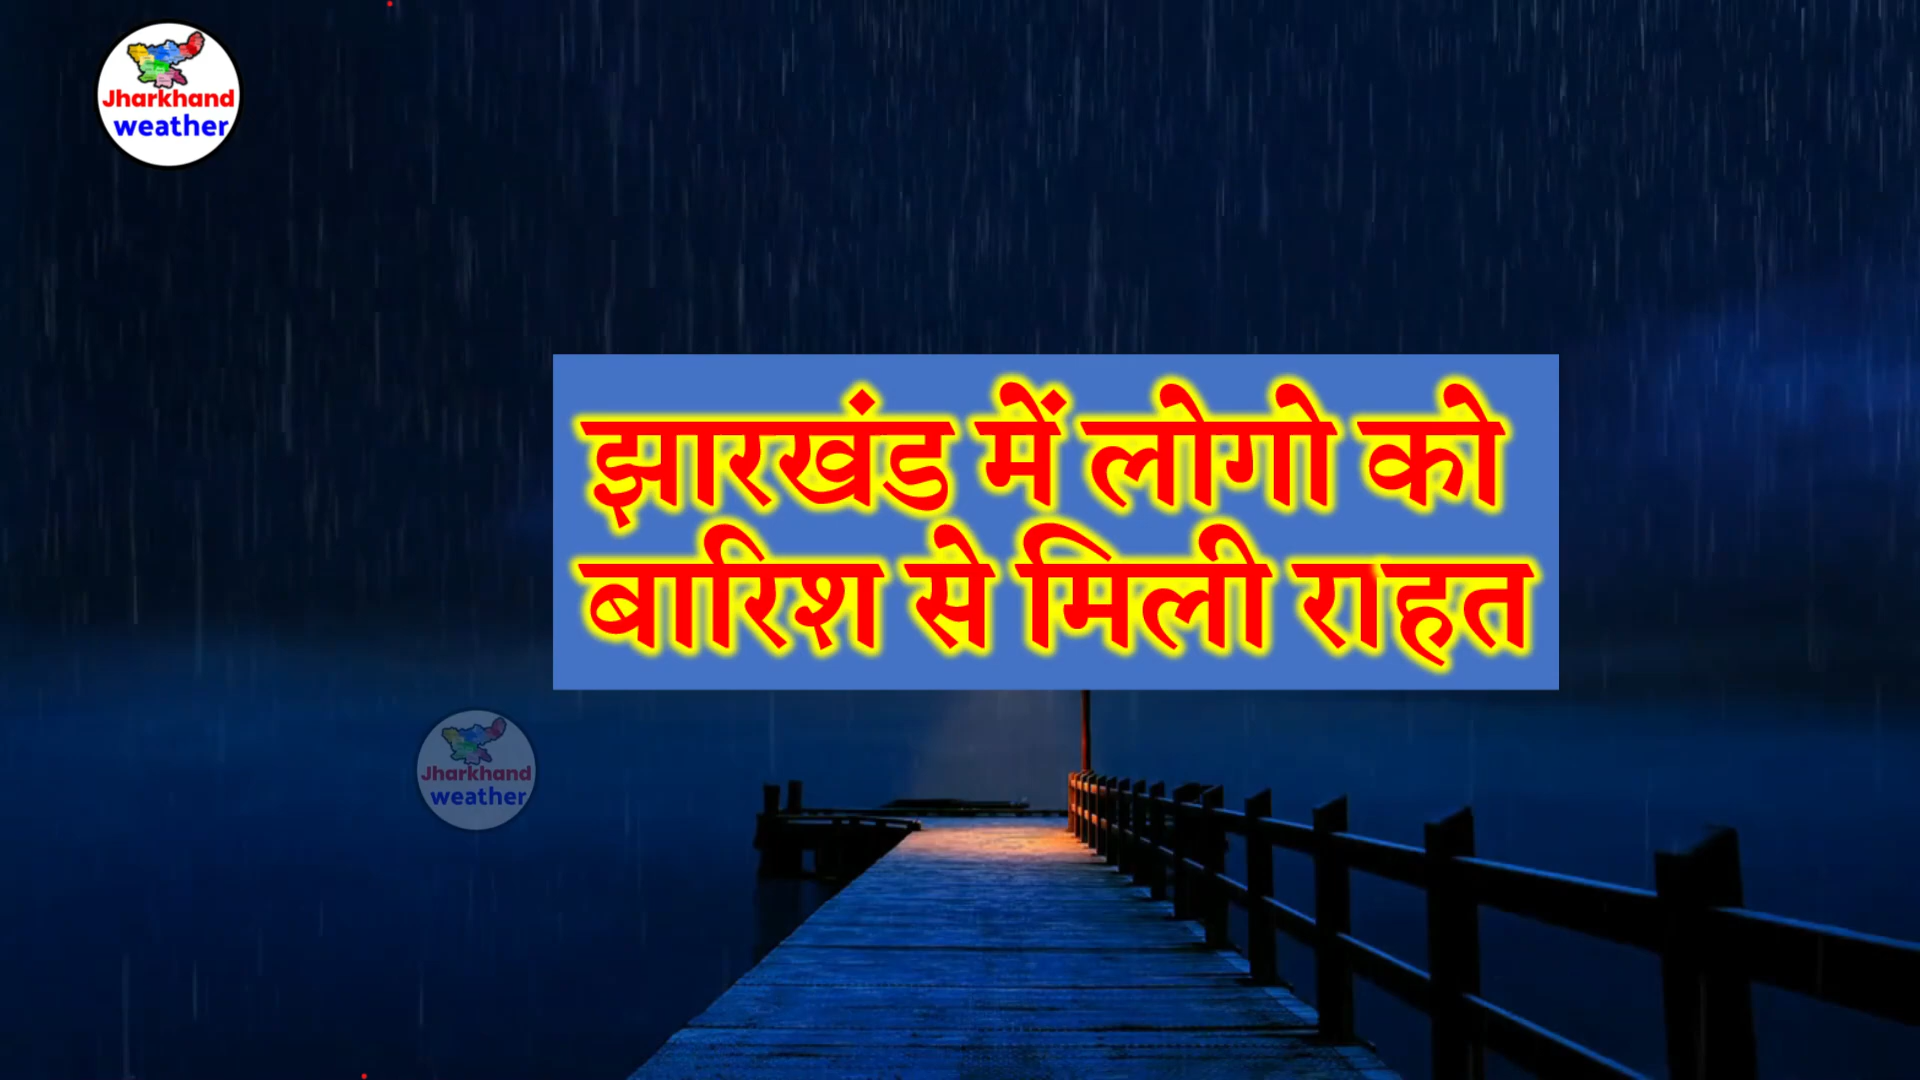 Jharkhand
weather
झारखंड में लोगो को
बारिश से मिली राहत
Jharkhand
weather